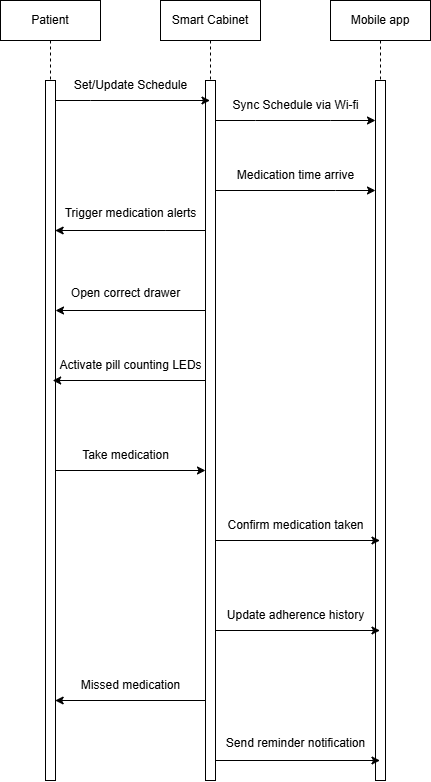 Patient
Smart Cabinet
Mobile app
Set/Update Schedule
Sync Schedule via Wi-fi
Medication time arrive
Trigger medication alerts
Open correct drawer
Activate pill counting LEDs
Take medication
Confirm medication taken
Update adherence history
Missed medication
Send reminder notification